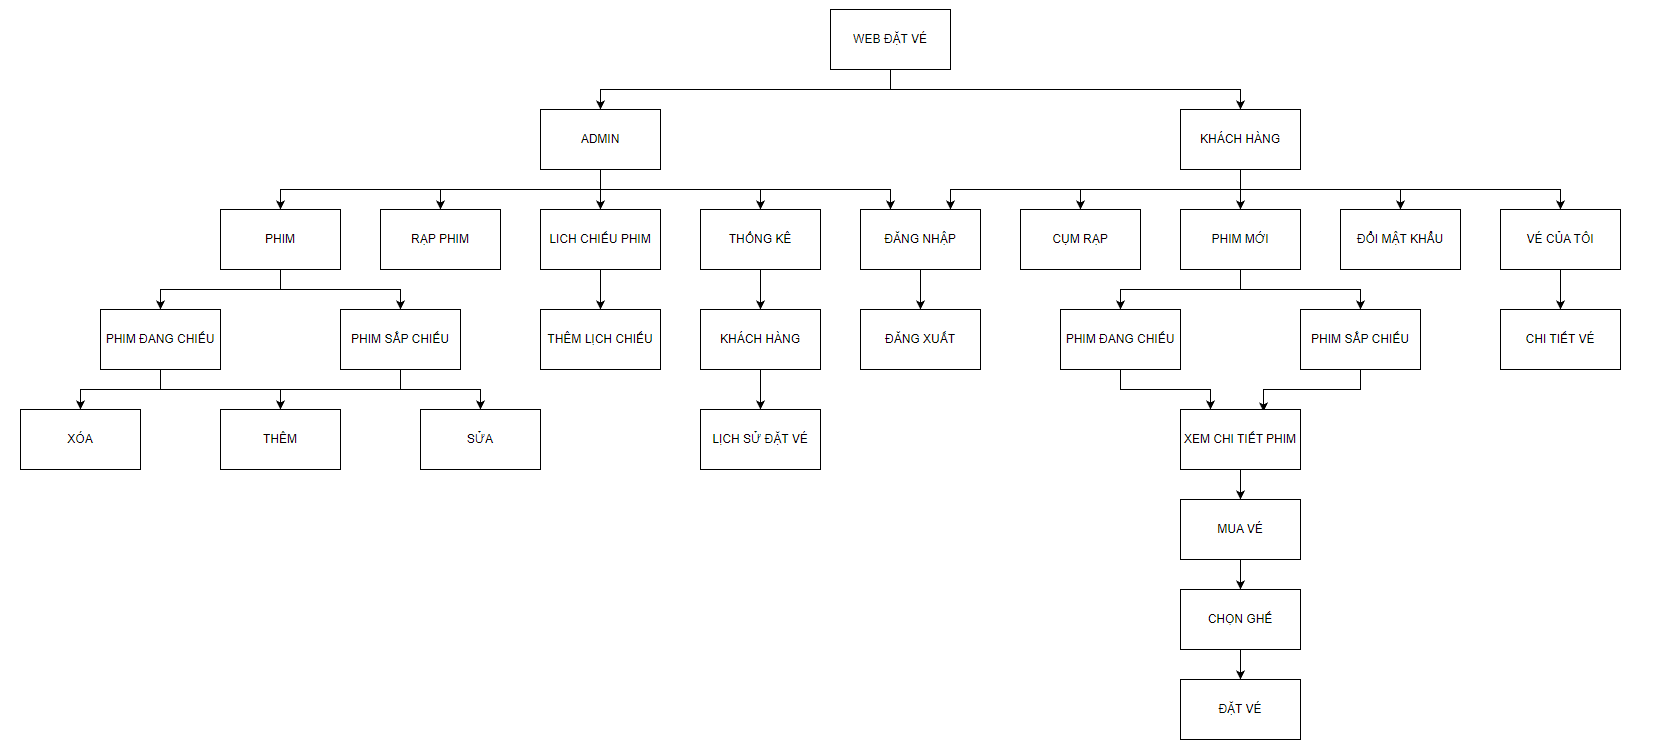 WEB ĐẶT VÉ
ADMIN
KHÁCH HÀNG
PHIM
RẠP PHIM
LICH CHIẾU PHIM
THỐNG KÊ
ĐĂNG NHẬP
CỤM RẠP
PHIM MỚI
ĐỔI MẬT KHẨU
VÉ CỦA TÔI
PHIM ĐANG CHIẾU
PHIM SẮP CHIẾU
THÊM LỊCH CHIẾU
KHÁCH HÀNG
ĐĂNG XUẤT
PHIM ĐANG CHIẾU
PHIM SẮP CHIẾU
CHI TIẾT VÉ
XÓA
THÊM
SỬA
LỊCH SỬ ĐẶT VÉ
XEM CHI TIẾT PHIM
MUA VÉ
CHỌN GHẾ
ĐẶT VÉ